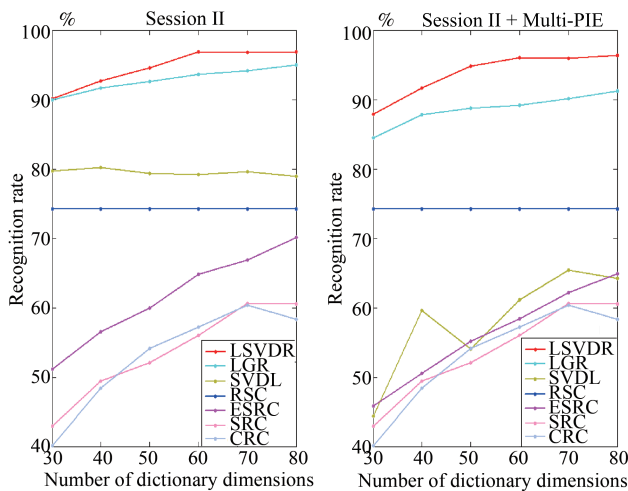 % Session II
100
90
80
70
60
50
40
Recognition rate
LSVDR
LGR
SVDL
RSC
ESRC
SRC
CRC
30 40 50 60 70 80
Number of dictionary dimensions
% Session II + Multi-PIE
100
90
80
70
60
50
40
Recognition rate
LSVDR
LGR
SVDL
RSC
ESRC
SRC
CRC
30 40 50 60 70 80
Number of dictionary dimensions